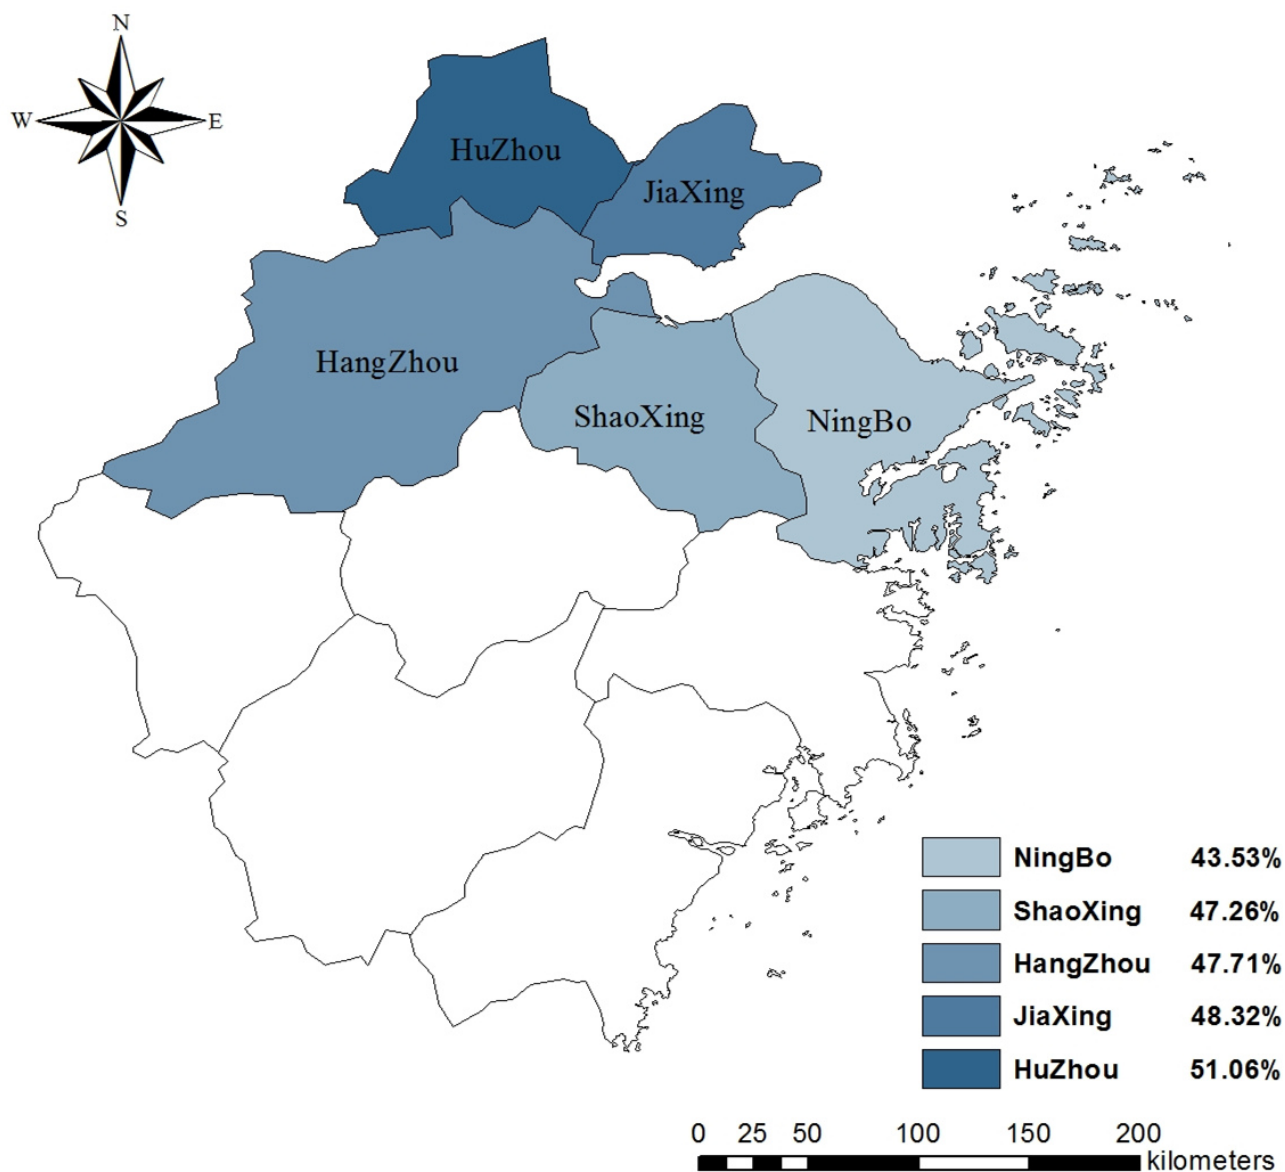 N
W E
S
HuZhou
JiaXing
HangZhou
ShaoXing
NingBo
NingBo 43.53%
ShaoXing 47.26%
HangZhou 47.71%
JiaXing 48.32%
HuZhou 51.06%
0 25 50 100 150 200
kilometers